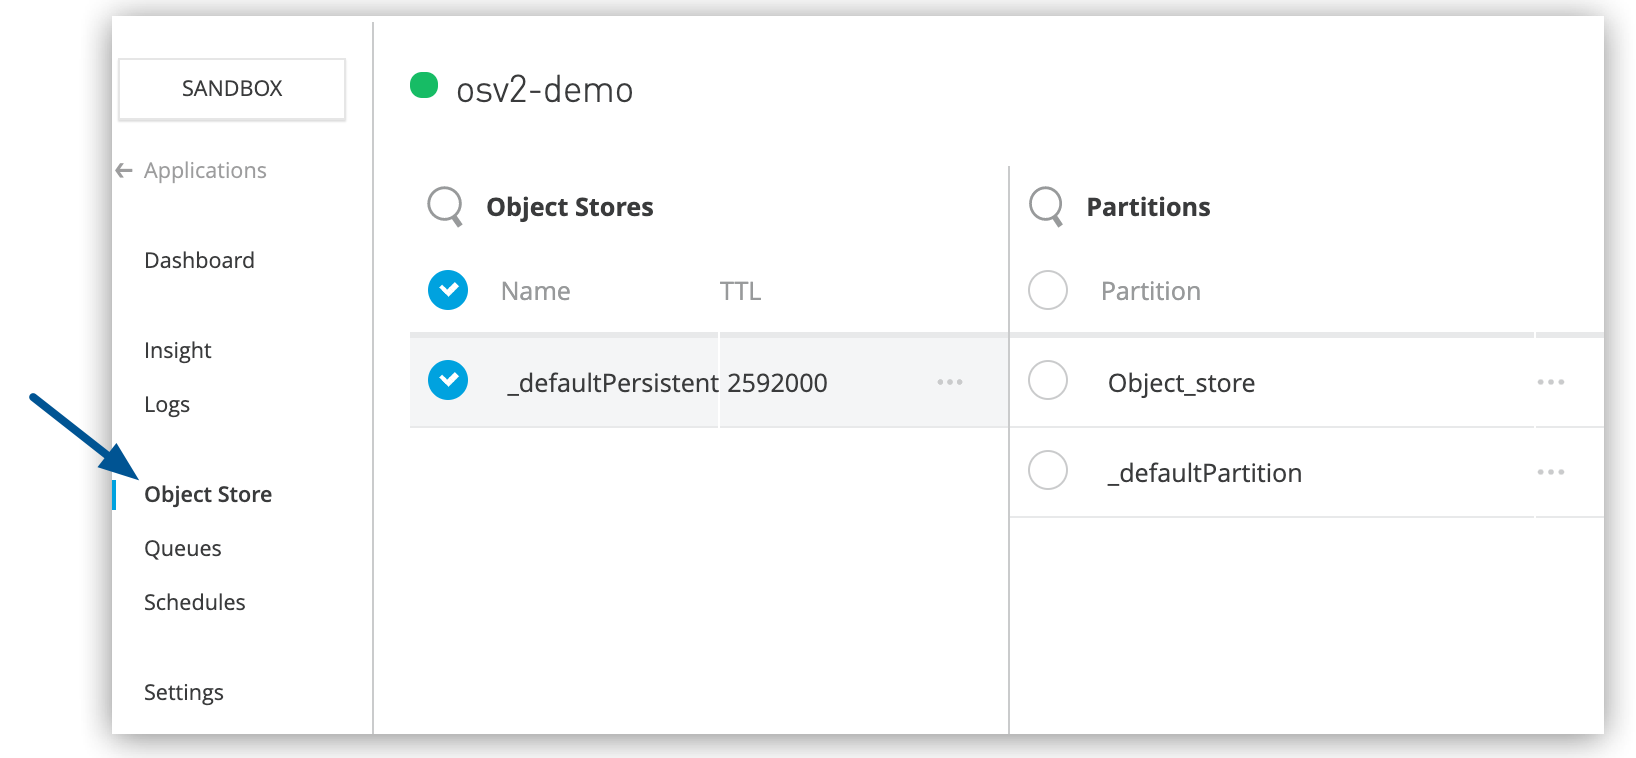 SANDBOX
Applications
Dashboard
Insight
Logs
Object Store
Queues
Schedules
Settings
osv2-demo
Object Stores
Name TTL
_defaultPersistent 2592000
Partitions
Partition
Object_store
_defaultPartition